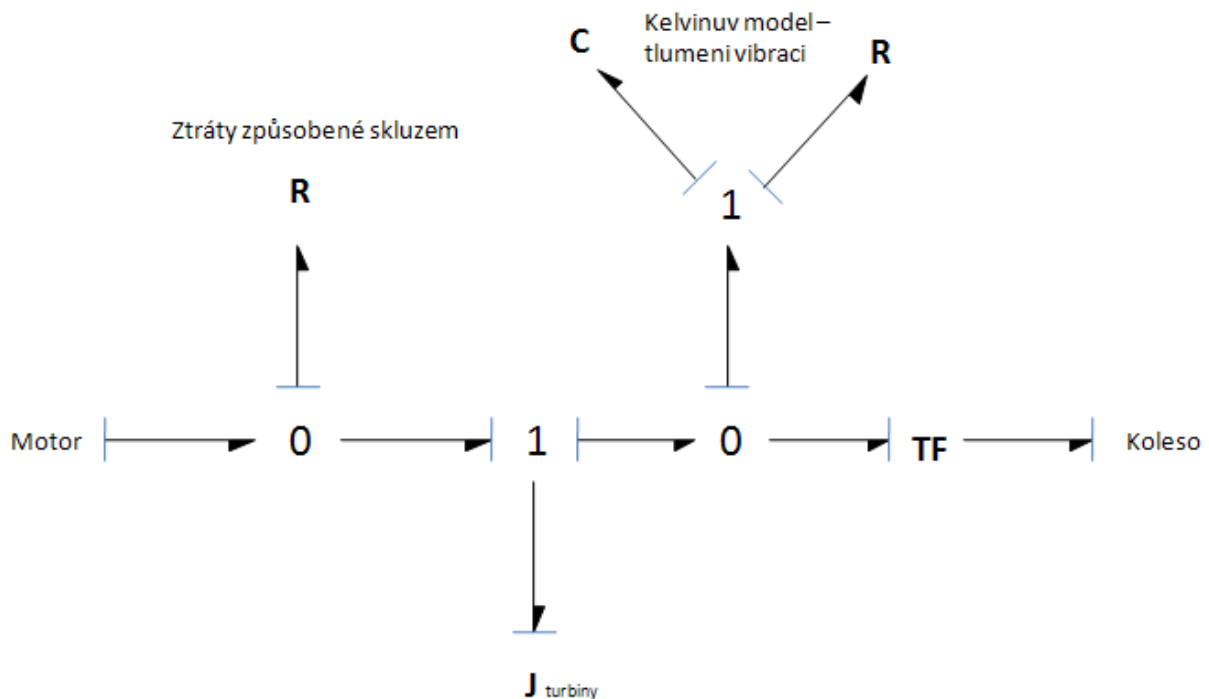 Kelvinuv model –
tlumeni vibraci
C
R
Ztráty způsobené skluzem
R
1
Motor
0
1
0
TF
Koleso
J turbiny